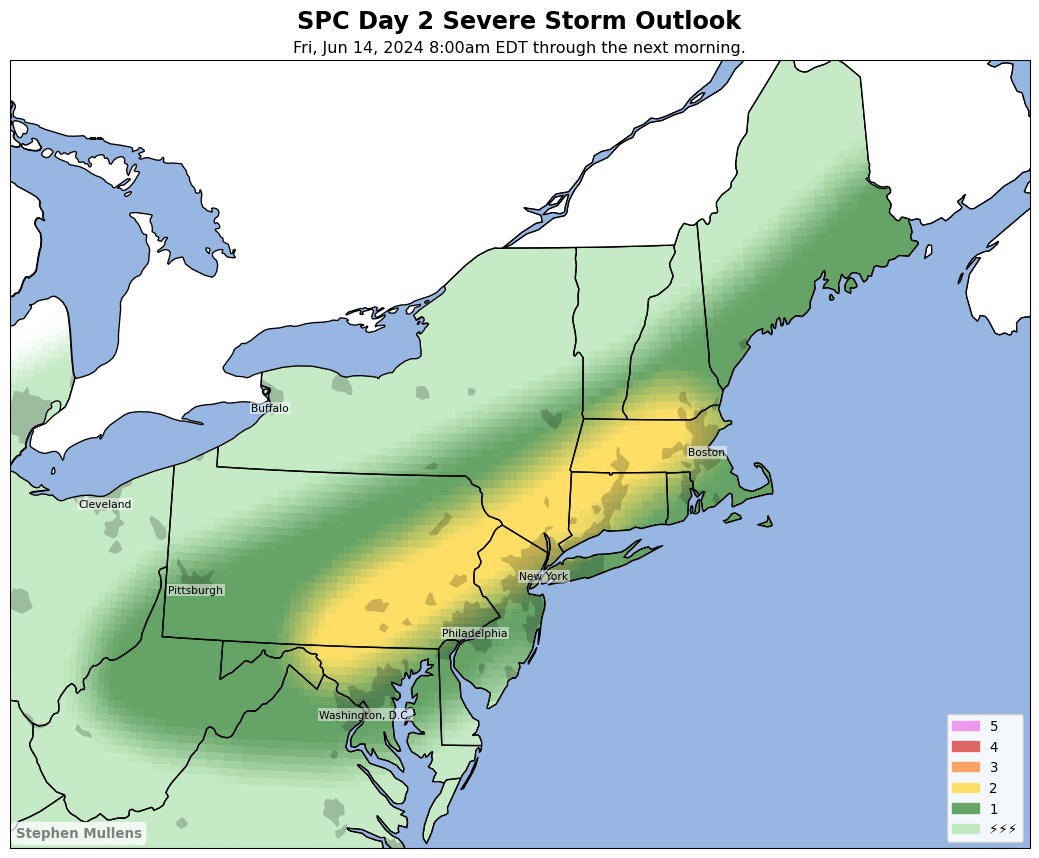 SPC Day 2 Severe Storm Outlook
Fri, Jun 14, 2024 8:00am EDT through the next morning.
Buffalo
Boston
Cleveland
New York
Pittsburgh
Philadelphia
Washington, D.C.
5
4
3
2
1
⚡⚡⚡
Stephen Mullens